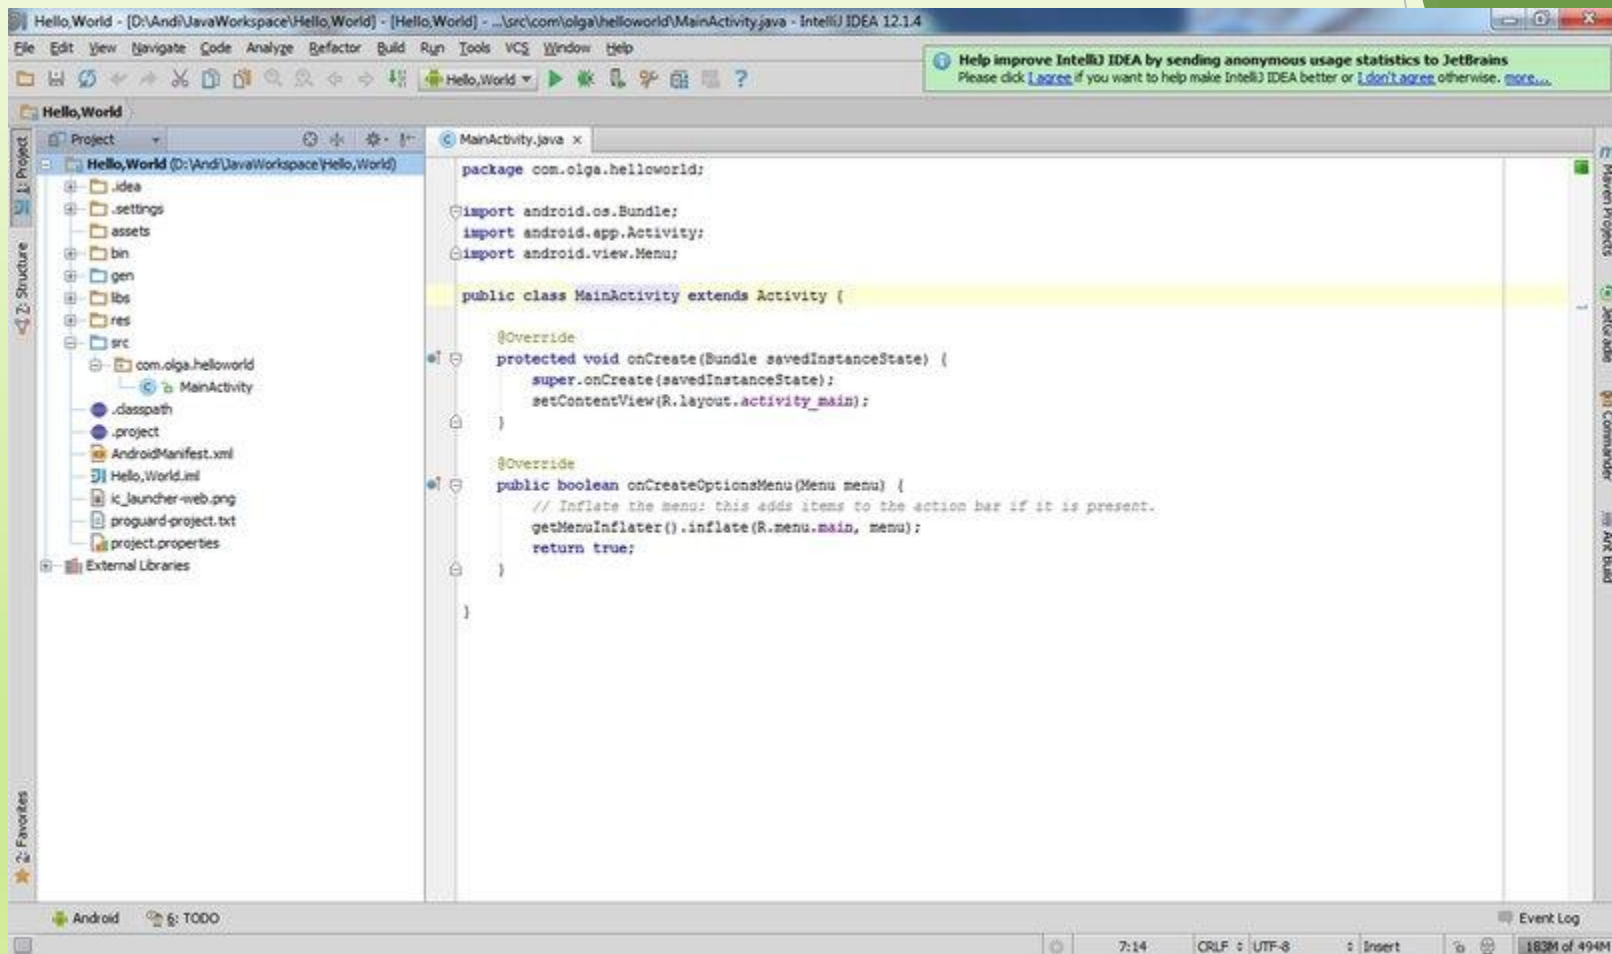 Hello,World - [D:\Andi\JavaWorkspace\Hello,World] - [Hello,World] - ...\src\com\olga\helloworld\MainActivity.java - IntelliJ IDEA 12.1.4
File Edit View Navigate Code Analyze Refactor Build Run Tools VCS Window Help
Help improve IntelliJ IDEA by sending anonymous usage statistics to JetBrains
Please click I agree if you want to help make IntelliJ IDEA better or I don't agree otherwise. more...
Hello,World
Hello,World
1: Project
Z: Structure
2: Favorites
Project
Hello,World (D:\Andi\JavaWorkspace\Hello,World)
.idea
.settings
assets
bin
gen
libs
res
src
com.olga.helloworld
MainActivity
.classpath
.project
AndroidManifest.xml
Hello,World.iml
ic_launcher-web.png
proguard-project.txt
project.properties
External Libraries
MainActivity.java
package com.olga.helloworld;
import android.os.Bundle;
import android.app.Activity;
import android.view.Menu;
public class MainActivity extends Activity {
@Override
protected void onCreate(Bundle savedInstanceState) {
super.onCreate(savedInstanceState);
setContentView(R.layout.activity_main);
}
@Override
public boolean onCreateOptionsMenu(Menu menu) {
// Inflate the menu; this adds items to the action bar if it is present.
getMenuInflater().inflate(R.menu.main, menu);
return true;
}
}
Maven Projects
JetGradle
Commander
Ant Build
Android 6: TODO
Event Log
7:14 CRLF UTF-8 Insert 183M of 494M